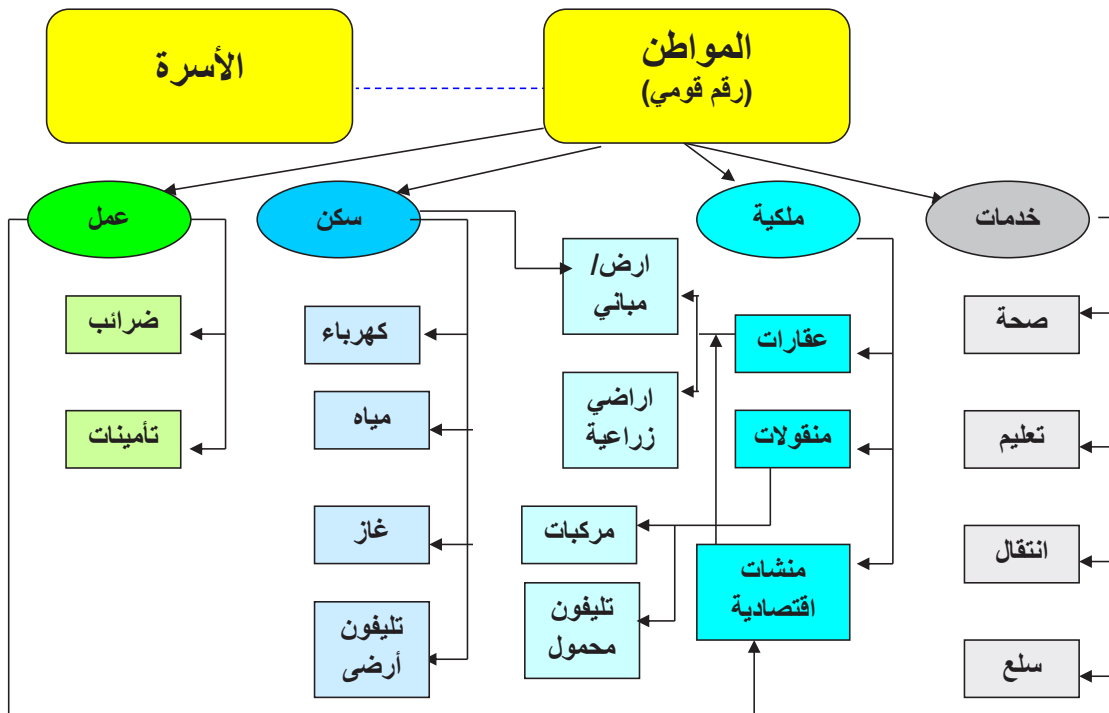 المواطن
(رقم قومي)
الأسرة
خدمات
ملكية
سكن
عمل
صحة
تعليم
انتقال
سلع
عقارات
منقولات
منشات
اقتصادية
ارض/
مباني
اراضي
زراعية
مركبات
تليفون
محمول
كهرباء
مياه
غاز
تليفون
أرضى
ضرائب
تأمينات